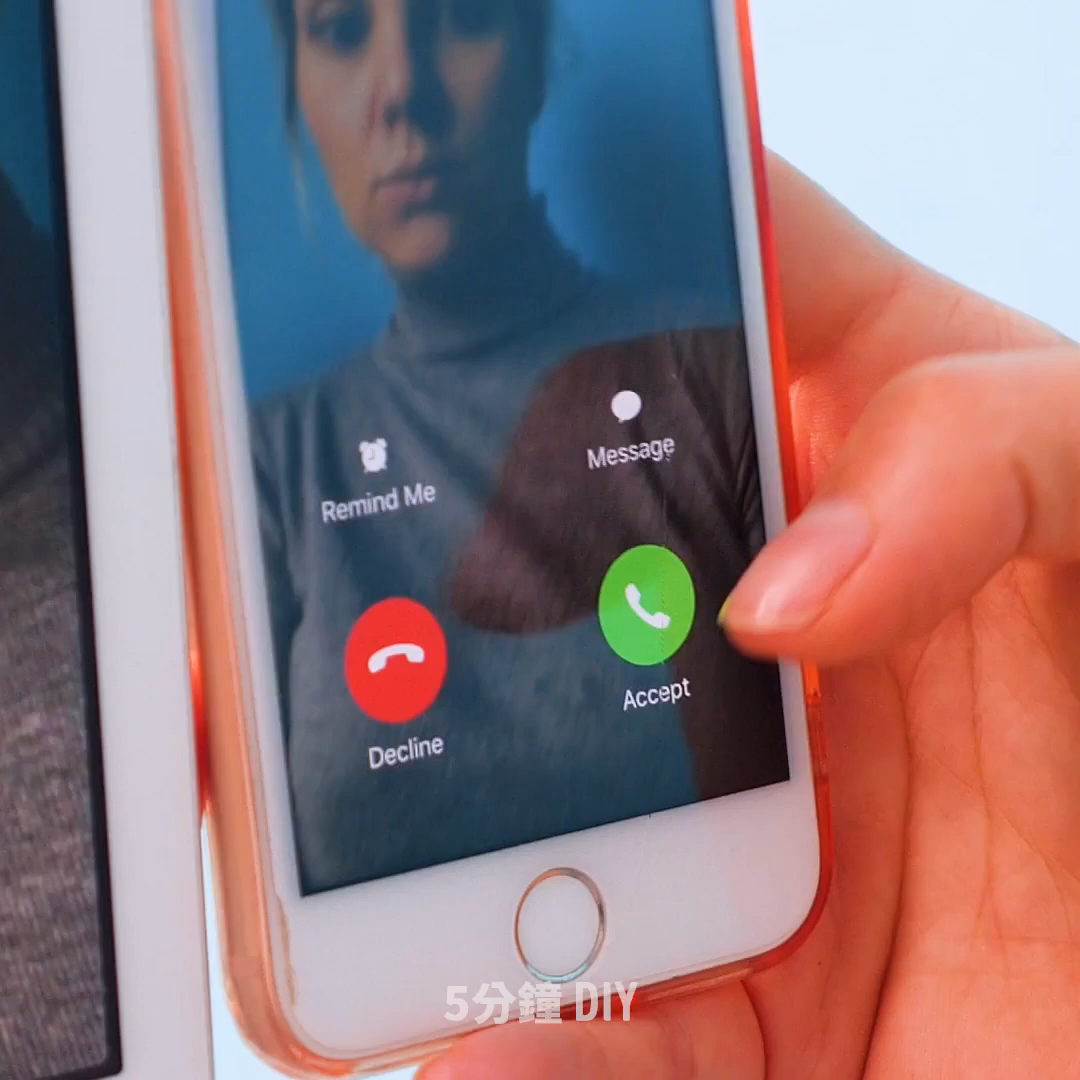 Message
Remind Me
Accept
Decline
5分鐘 DIY